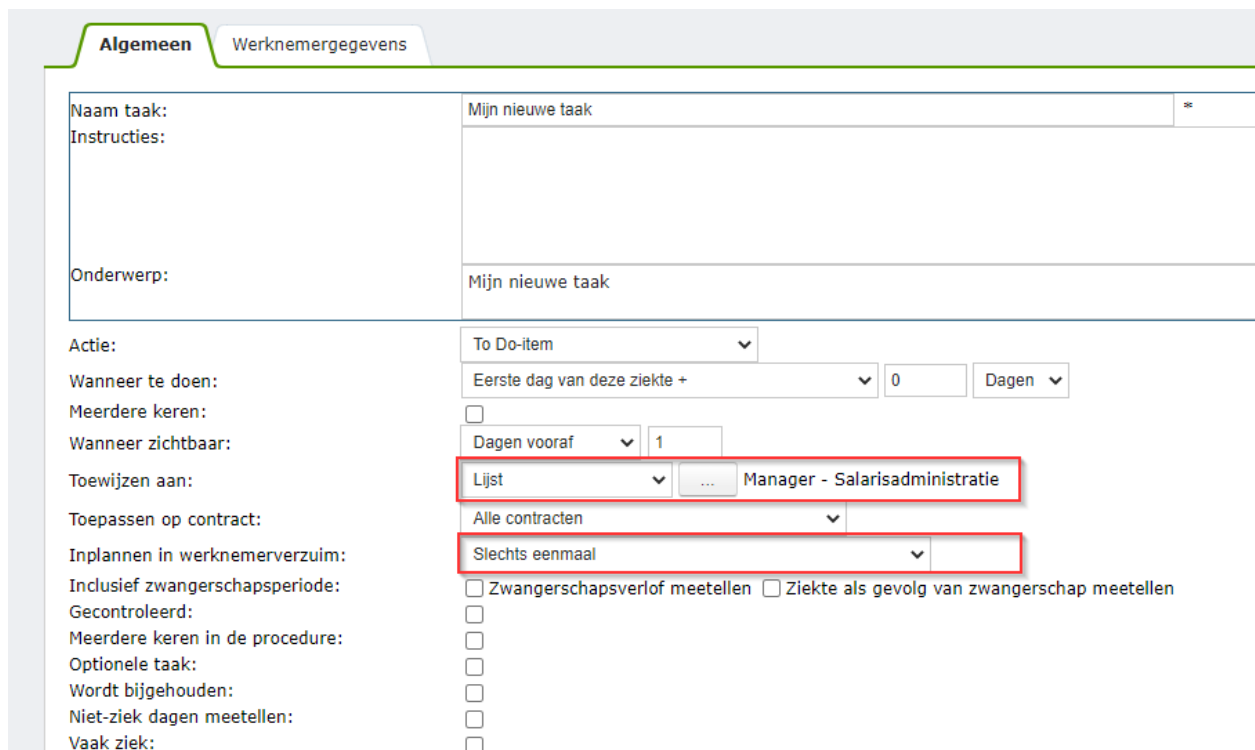 Algemeen Werknemergegevens
Naam taak: Mijn nieuwe taak *
Instructies:
Onderwerp: Mijn nieuwe taak
Actie: To Do-item
Wanneer te doen: Eerste dag van deze ziekte + 0 Dagen
Meerdere keren:
Wanneer zichtbaar: Dagen vooraf 1
Toewijzen aan: Lijst ... Manager - Salarisadministratie
Toepassen op contract: Alle contracten
Inplannen in werknemerverzuim: Slechts eenmaal
Inclusief zwangerschapsperiode: Zwangerschapsverlof meetellen Ziekte als gevolg van zwangerschap meetellen
Gecontroleerd:
Meerdere keren in de procedure:
Optionele taak:
Wordt bijgehouden:
Niet-ziek dagen meetellen:
Vaak ziek: